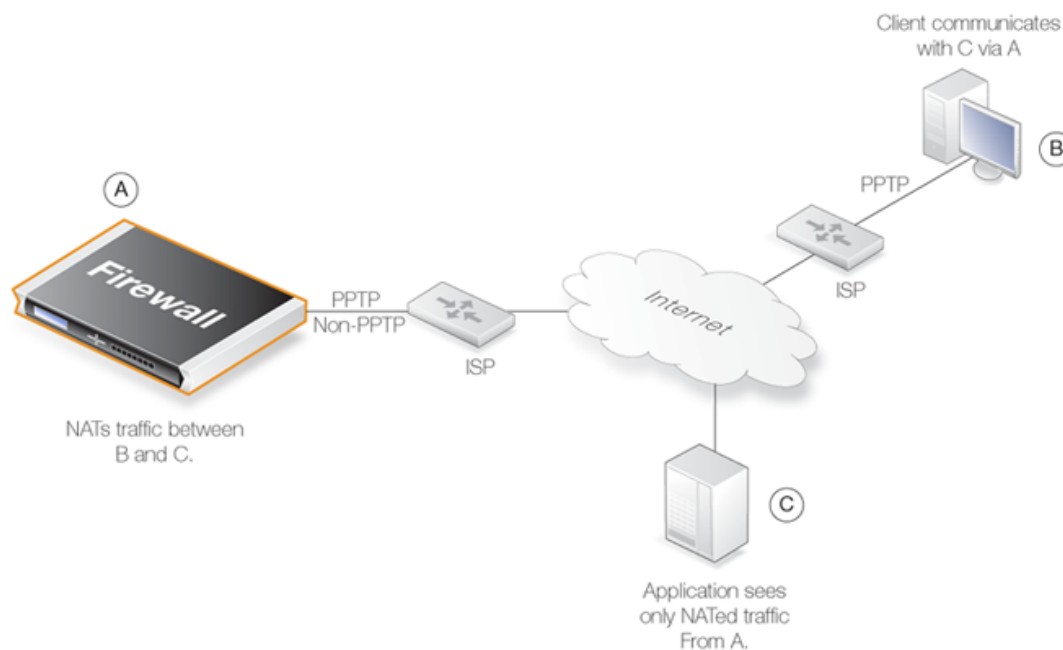 Client communicates
with C via A
B
PPTP
A
ISP
Firewall
Internet
PPTP
Non-PPTP
ISP
NATs traffic between
B and C.
C
Application sees
only NATed traffic
From A.